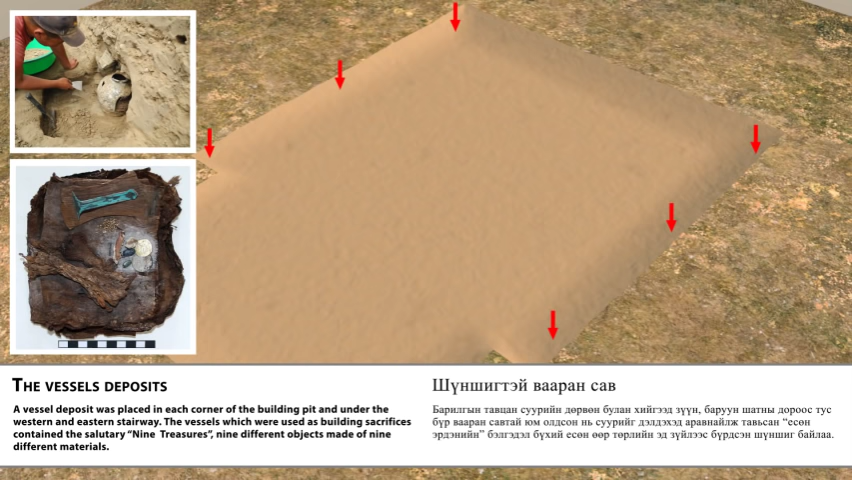 THE VESSELS DEPOSITS
A vessel deposit was placed in each corner of the building pit and under the
western and eastern stairway. The vessels which were used as building sacrifices
contained the salutary “Nine Treasures”, nine different objects made of nine
different materials.
Шүншигтэй вааран сав
Барилгын тавцан суурийн дөрвөн булан хийгээд зүүн, баруун шатны дороос тус
бүр вааран савтай юм олдсон нь суурийг дэлдэхэд аравнайлж тавьсан “есөн
эрдэнийн” бэлгэдэл бүхий есөн өөр төрлийн эд зүйлээс бүрдсэн шүншиг байлаа.